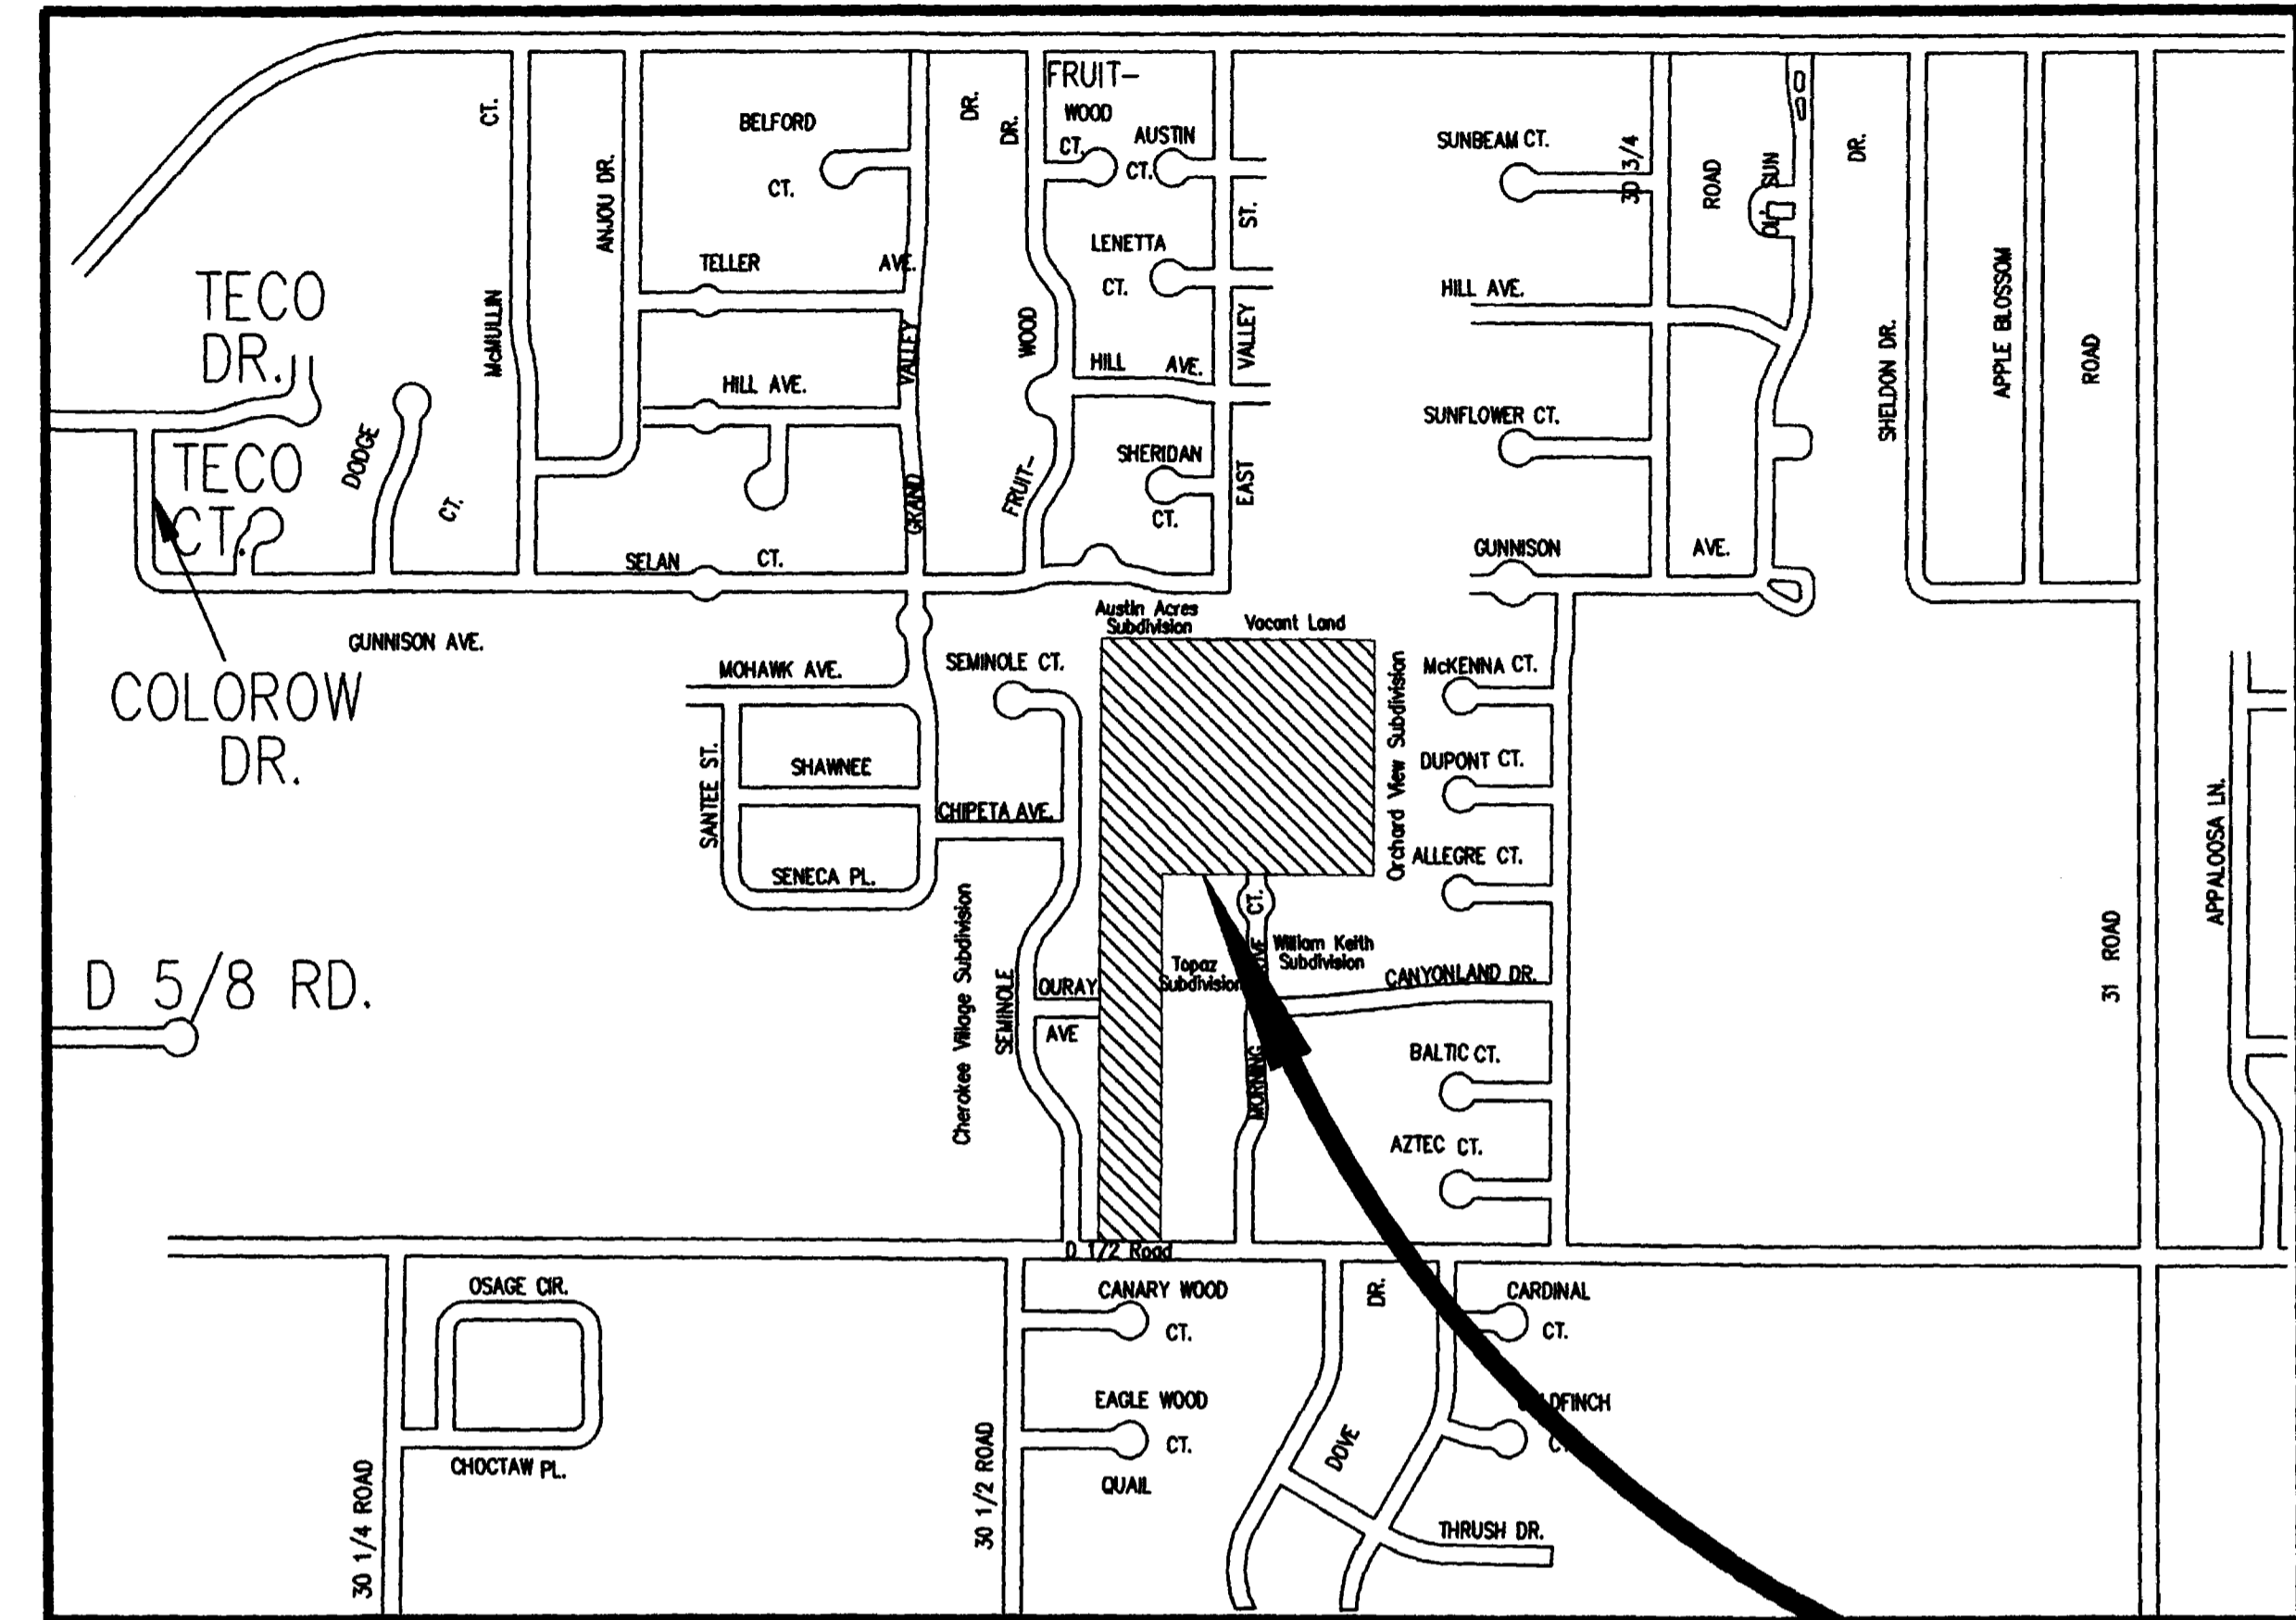 FRUIT-
WOOD
CT.
AUSTIN
CT.
BELFORD
CT.
CT.
McMULLIN
ANJOU DR.
DR.
DR.
TELLER AVE.
HILL AVE.
VALLEY
GRAND
WOOD
FRUIT-
LENETTA
CT.
HILL AVE.
ST.
VALLEY
EAST
SHERIDAN
CT.
SUNBEAM CT.
30 3/4
ROAD
OL' SUN
DR.
HILL AVE.
SUNFLOWER CT.
SHELDON DR.
APPLE BLOSSOM
ROAD
TECO
DR.
TECO
CT.
DODGE
CT.
SELAN CT.
GUNNISON AVE.
GUNNISON AVE.
COLOROW
DR.
Austin Acres
Subdivision
Vacant Land
MOHAWK AVE.
SEMINOLE CT.
SANTEE ST.
SHAWNEE
CHIPETA AVE.
SENECA PL.
Orchard View Subdivision
McKENNA CT.
DUPONT CT.
ALLEGRE CT.
Cherokee Village Subdivision
SEMINOLE
OURAY
AVE
CT.
MORNING
Topaz
Subdivision
William Keith
Subdivision
CANYONLAND DR.
BALTIC CT.
AZTEC CT.
31 ROAD
APPALOOSA LN.
D 5/8 RD.
D 1/2 Road
OSAGE CIR.
CHOCTAW PL.
30 1/4 ROAD
30 1/2 ROAD
CANARY WOOD
CT.
EAGLE WOOD
CT.
QUAIL
DOVE
DR.
CARDINAL
CT.
THRUSH DR.